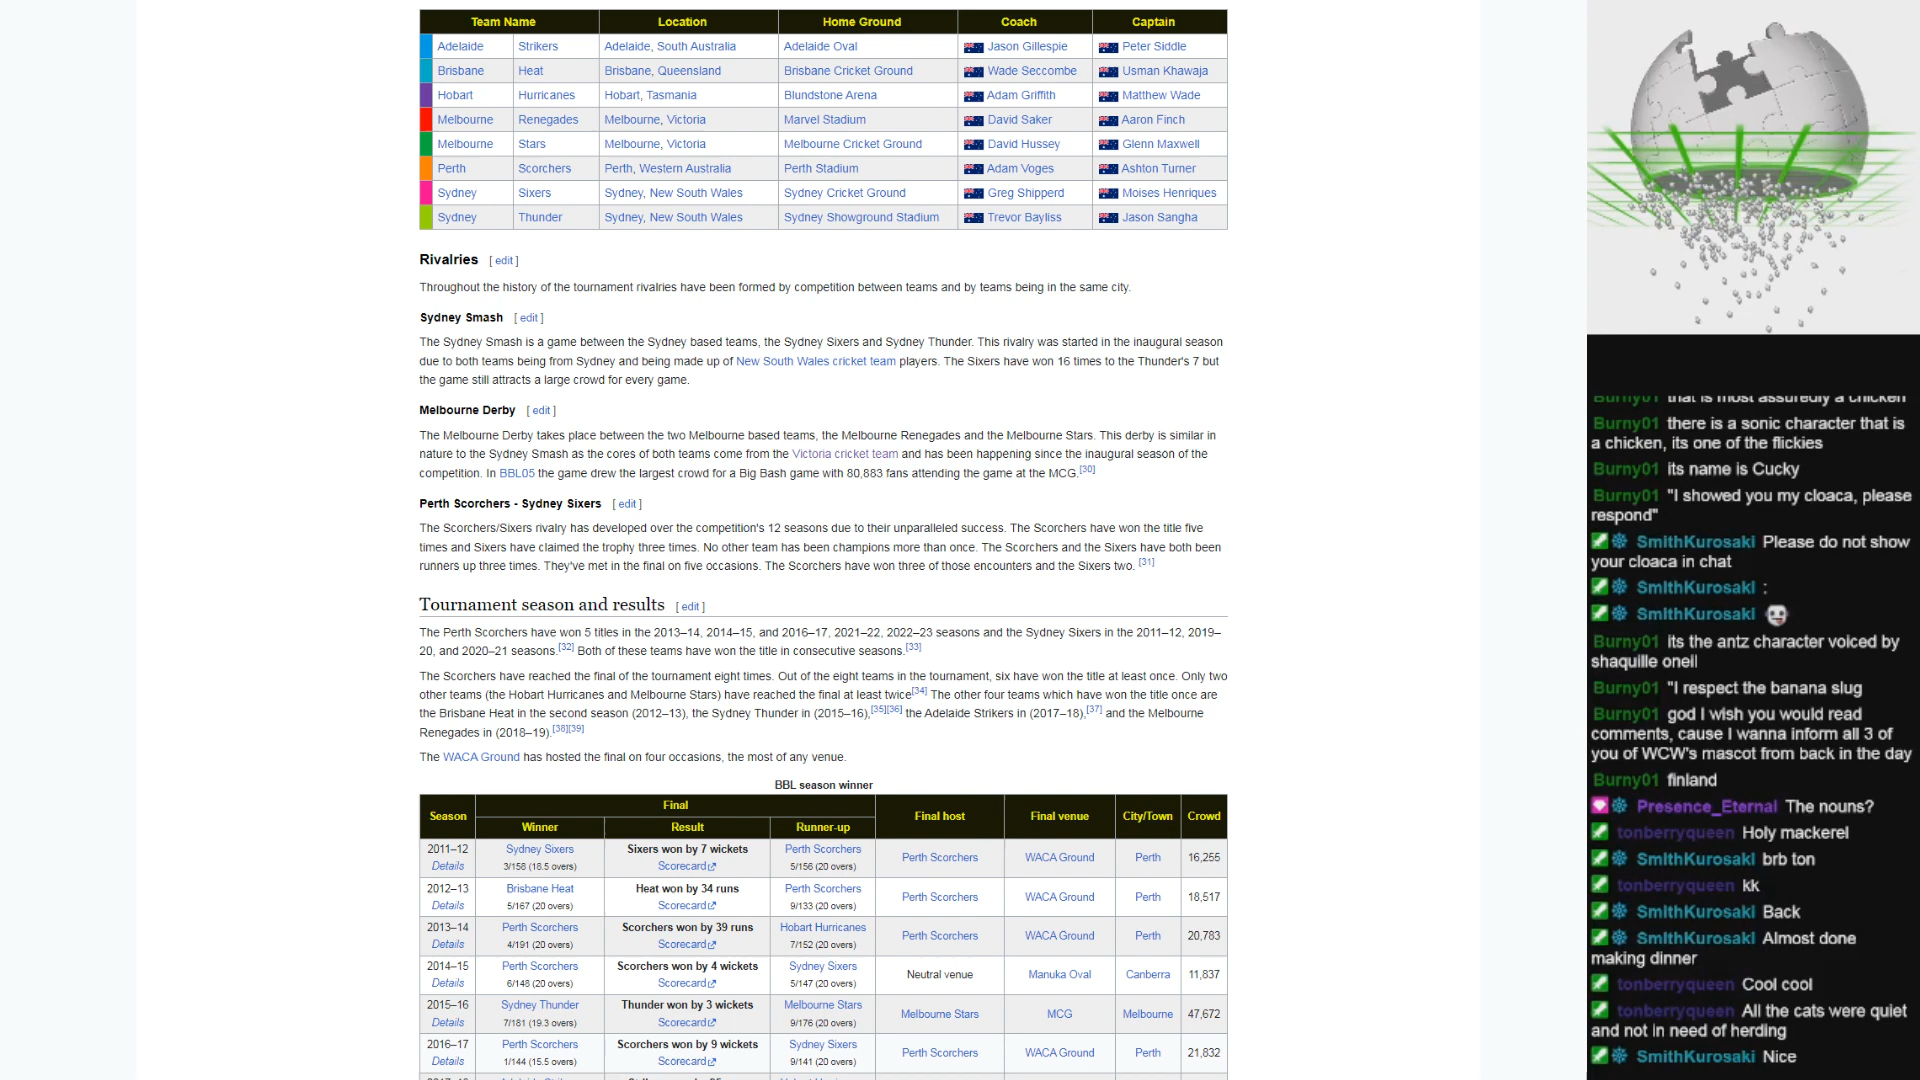 Team Name Location Home Ground Coach Captain
Adelaide Strikers Adelaide, South Australia Adelaide Oval Jason Gillespie Peter Siddle
Brisbane Heat Brisbane, Queensland Brisbane Cricket Ground Wade Seccombe Usman Khawaja
Hobart Hurricanes Hobart, Tasmania Blundstone Arena Adam Griffith Matthew Wade
Melbourne Renegades Melbourne, Victoria Marvel Stadium David Saker Aaron Finch
Melbourne Stars Melbourne, Victoria Melbourne Cricket Ground David Hussey Glenn Maxwell
Perth Scorchers Perth, Western Australia Perth Stadium Adam Voges Ashton Turner
Sydney Sixers Sydney, New South Wales Sydney Cricket Ground Greg Shipperd Moises Henriques
Sydney Thunder Sydney, New South Wales Sydney Showground Stadium Trevor Bayliss Jason Sangha
Rivalries [ edit ]
Throughout the history of the tournament rivalries have been formed by competition between teams and by teams being in the same city.
Sydney Smash [ edit ]
The Sydney Smash is a game between the Sydney based teams, the Sydney Sixers and Sydney Thunder. This rivalry was started in the inaugural season
due to both teams being from Sydney and being made up of New South Wales cricket team players. The Sixers have won 16 times to the Thunder's 7 but
the game still attracts a large crowd for every game.
Melbourne Derby [ edit ]
The Melbourne Derby takes place between the two Melbourne based teams, the Melbourne Renegades and the Melbourne Stars. This derby is similar in
nature to the Sydney Smash as the cores of both teams come from the Victoria cricket team and has been happening since the inaugural season of the
competition. In BBL05 the game drew the largest crowd for a Big Bash game with 80,883 fans attending the game at the MCG.[30]
Perth Scorchers - Sydney Sixers [ edit ]
The Scorchers/Sixers rivalry has developed over the competition's 12 seasons due to their unparalleled success. The Scorchers have won the title five
times and Sixers have claimed the trophy three times. No other team has been champions more than once. The Scorchers and the Sixers have both been
runners up three times. They've met in the final on five occasions. The Scorchers have won three of those encounters and the Sixers two. [31]
Tournament season and results [ edit ]
The Perth Scorchers have won 5 titles in the 2013–14, 2014–15, and 2016–17, 2021–22, 2022–23 seasons and the Sydney Sixers in the 2011–12, 2019–
20, and 2020–21 seasons.[32] Both of these teams have won the title in consecutive seasons.[33]
The Scorchers have reached the final of the tournament eight times. Out of the eight teams in the tournament, six have won the title at least once. Only two
other teams (the Hobart Hurricanes and Melbourne Stars) have reached the final at least twice[34] The other four teams which have won the title once are
the Brisbane Heat in the second season (2012–13), the Sydney Thunder in (2015–16),[35][36] the Adelaide Strikers in (2017–18),[37] and the Melbourne
Renegades in (2018–19).[38][39]
The WACA Ground has hosted the final on four occasions, the most of any venue.
BBL season winner
Season Final Final host Final venue City/Town Crowd
Winner Result Runner-up
2011–12 Sydney Sixers Sixers won by 7 wickets Perth Scorchers Perth Scorchers WACA Ground Perth 16,255
Details 3/158 (18.5 overs) Scorecard 5/156 (20 overs)
2012–13 Brisbane Heat Heat won by 34 runs Perth Scorchers Perth Scorchers WACA Ground Perth 18,517
Details 5/167 (20 overs) Scorecard 9/133 (20 overs)
2013–14 Perth Scorchers Scorchers won by 39 runs Hobart Hurricanes Perth Scorchers WACA Ground Perth 20,783
Details 4/191 (20 overs) Scorecard 7/152 (20 overs)
2014–15 Perth Scorchers Scorchers won by 4 wickets Sydney Sixers Neutral venue Manuka Oval Canberra 11,837
Details 6/148 (20 overs) Scorecard 5/147 (20 overs)
2015–16 Sydney Thunder Thunder won by 3 wickets Melbourne Stars Melbourne Stars MCG Melbourne 47,672
Details 7/181 (19.3 overs) Scorecard 9/176 (20 overs)
2016–17 Perth Scorchers Scorchers won by 9 wickets Sydney Sixers Perth Scorchers WACA Ground Perth 21,832
Details 1/144 (15.5 overs) Scorecard 9/141 (20 overs)
Burny01 that is most assuredly a chicken
Burny01 there is a sonic character that is
a chicken, its one of the flickies
Burny01 its name is Cucky
Burny01 "I showed you my cloaca, please
respond"
SmithKurosaki Please do not show
your cloaca in chat
SmithKurosaki :
SmithKurosaki
Burny01 its the antz character voiced by
shaquille oneil
Burny01 "I respect the banana slug
Burny01 god I wish you would read
comments, cause I wanna inform all 3 of
you of WCW's mascot from back in the day
Burny01 finland
Presence_Eternal The nouns?
tonberryqueen Holy mackerel
SmithKurosaki brb ton
tonberryqueen kk
SmithKurosaki Back
SmithKurosaki Almost done
making dinner
tonberryqueen Cool cool
tonberryqueen All the cats were quiet
and not in need of herding
SmithKurosaki Nice